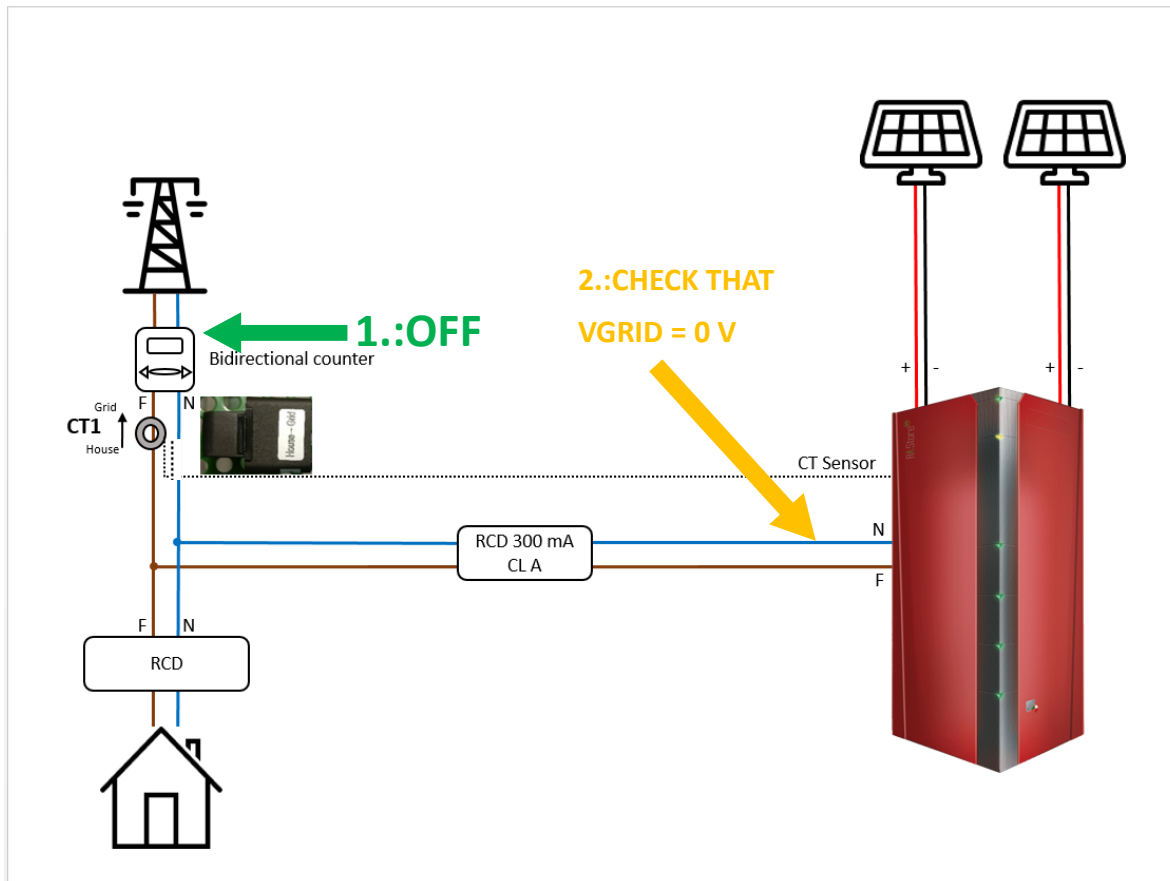 2.:CHECK THAT
VGRID = 0 V
1.:OFF
Bidirectional counter
+ -
+ -
F N
Grid
CT1
House
House→Grid
CT Sensor
N
F
RCD 300 mA
CL A
F N
RCD